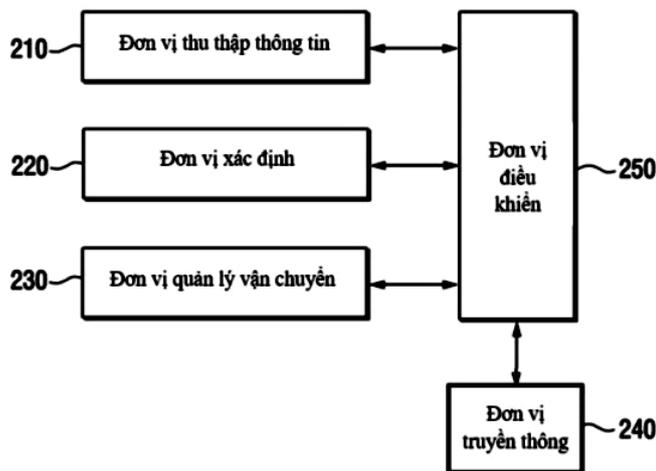 210 Đơn vị thu thập thông tin
220 Đơn vị xác định
230 Đơn vị quản lý vận chuyển
Đơn vị
điều
khiển
250
Đơn vị
truyền thông
240